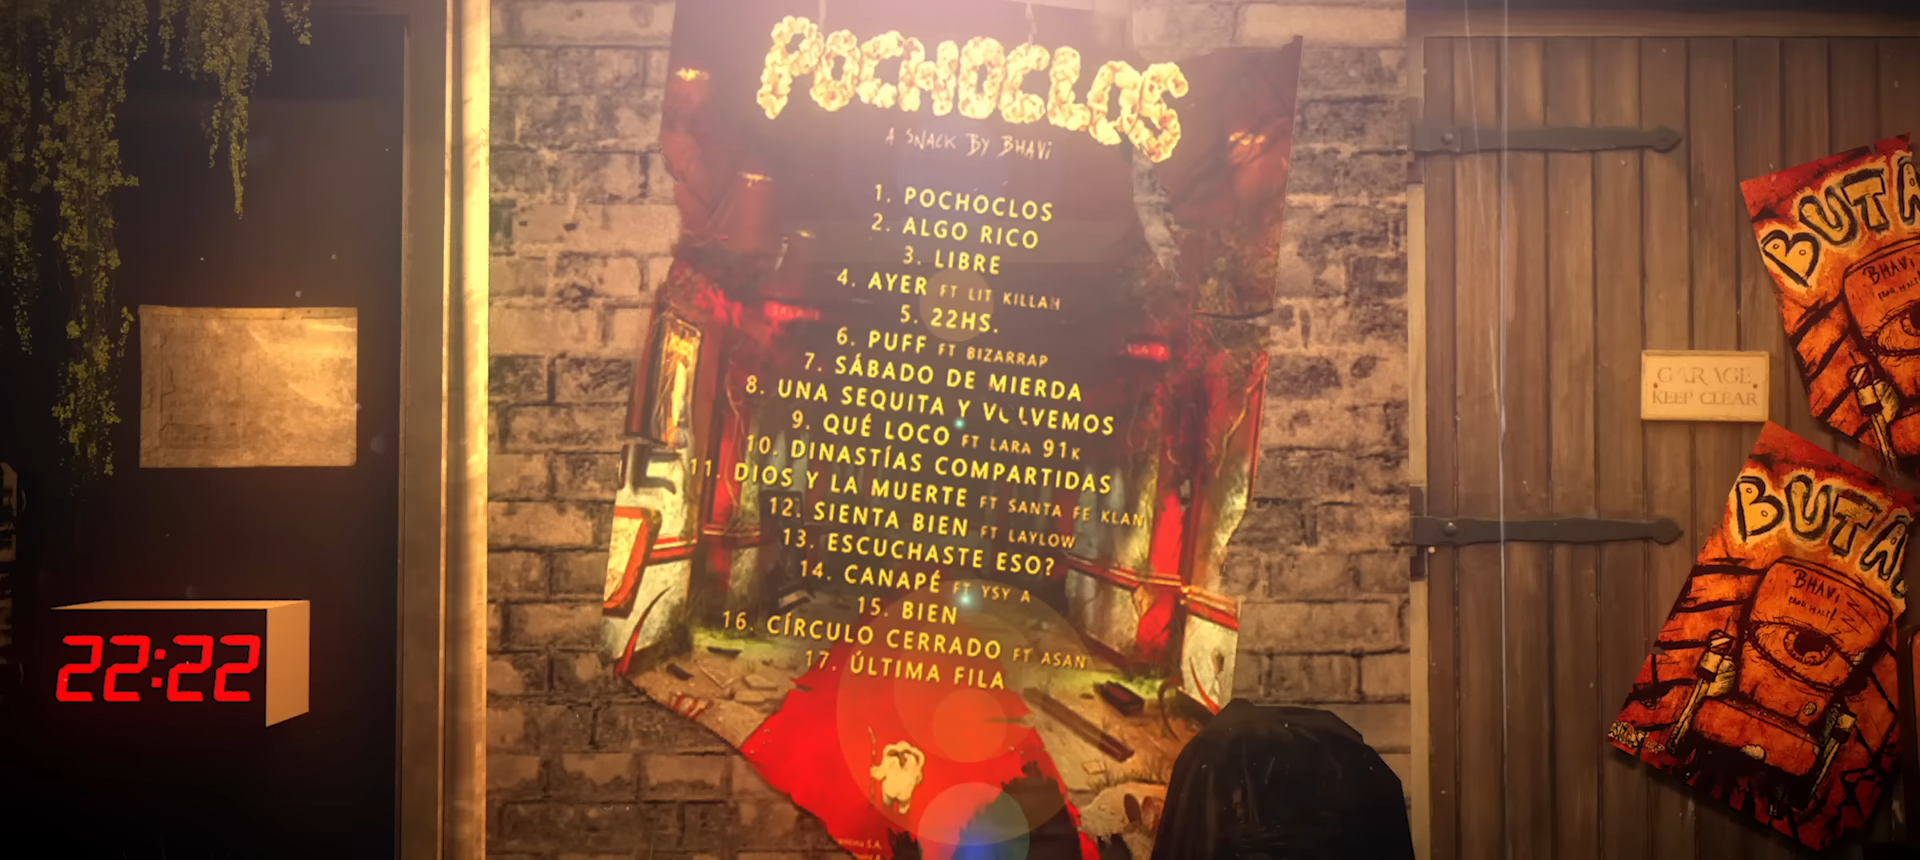 POCHOCLOS
A SNACK BY BHAVI
1. POCHOCLOS
2. ALGO RICO
3. LIBRE
4. AYER FT LIT KILLAH
5. 22HS.
6. PUFF FT BIZARRAP
7. SÁBADO DE MIERDA
8. UNA SEQUITA Y VOLVEMOS
9. QUÉ LOCO FT LARA 91K
10. DINASTÍAS COMPARTIDAS
11. DIOS Y LA MUERTE FT SANTA FE KLAN
12. SIENTA BIEN FT LAYLOW
13. ESCUCHASTE ESO?
14. CANAPÉ FT YSY A
15. BIEN
16. CÍRCULO CERRADO FT ASAN
17. ÚLTIMA FILA
22:22
GARAGE
KEEP CLEAR
BUTA
BHAVI
BUTA
BHAVI
PROD. HALPE